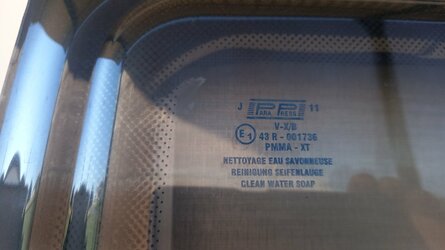 J PPI 11
PARA PRESS
V-X/B
E1 43 R - 001736
PMMA - XT
NETTOYAGE EAU SAVONNEUSE
REINIGUNG SEIFENLAUGE
CLEAN WATER SOAP